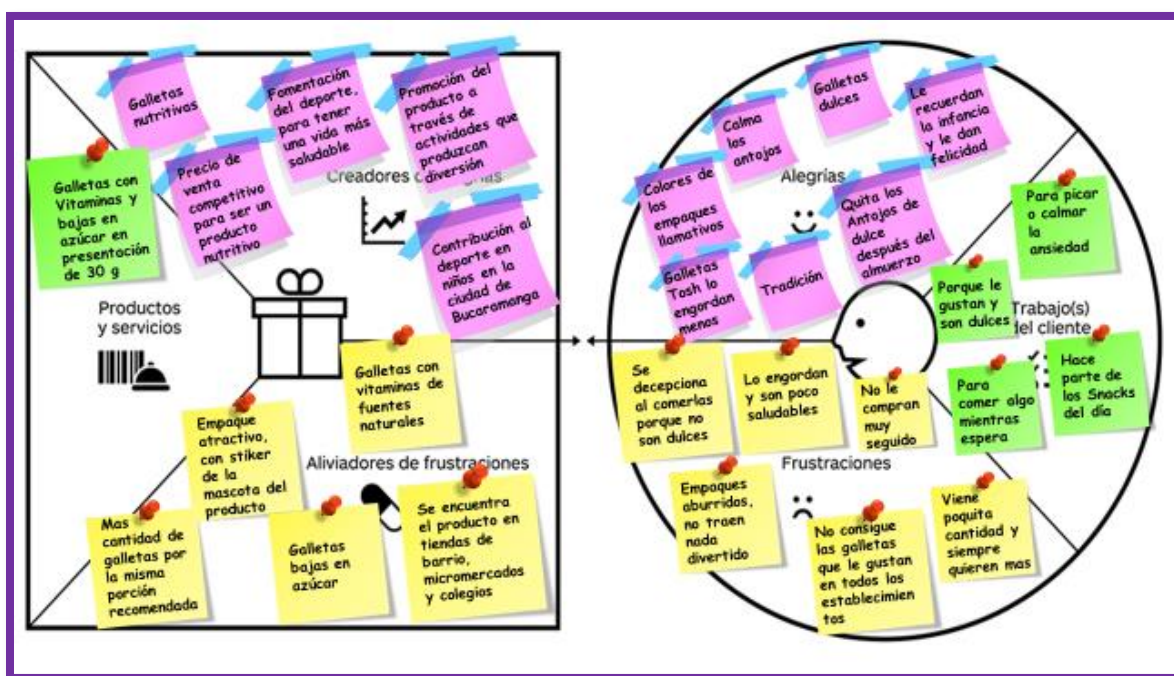 Galletas
nutritivas
Fomentación
del deporte,
para tener
una vida más
saludable
Promoción del
producto a
través de
actividades que
produzcan
diversión
Galletas con
Vitaminas y
bajas en
azúcar en
presentación
de 30 g
Precio de
venta
competitivo
para ser un
producto
nutritivo
Contribución al
deporte en
niños en la
ciudad de
Bucaramanga
Productos
y servicios
Galletas con
vitaminas de
fuentes
naturales
Empaque
atractivo,
con stiker
de la
mascota del
producto
Aliviadores de frustraciones
Mas
cantidad de
galletas por
la misma
porción
recomendada
Galletas
bajas en
azúcar
Se encuentra
el producto en
tiendas de
barrio,
micromercados
y colegios
Galletas
dulces
Le
recuerdan
la infancia
y le dan
felicidad
Calma
los
antojos
Colores de
los
empaques
llamativos
Alegrías
Quita los
Antojos de
dulce
después del
almuerzo
Galletas
Tosh lo
engordan
menos
Tradición
Para picar
o calmar
la
ansiedad
Porque le
gustan y
son dulces
Trabajo(s)
del cliente
Para
comer algo
mientras
espera
Hace
parte de
los Snacks
del día
Se
decepciona
al comerlas
porque no
son dulces
Lo engordan
y son poco
saludables
No le
compran
muy
seguido
Frustraciones
Empaques
aburridos,
no traen
nada
divertido
No consigue
las galletas
que le gustan
en todos los
establecimien
tos
Viene
poquita
cantidad y
siempre
quieren mas